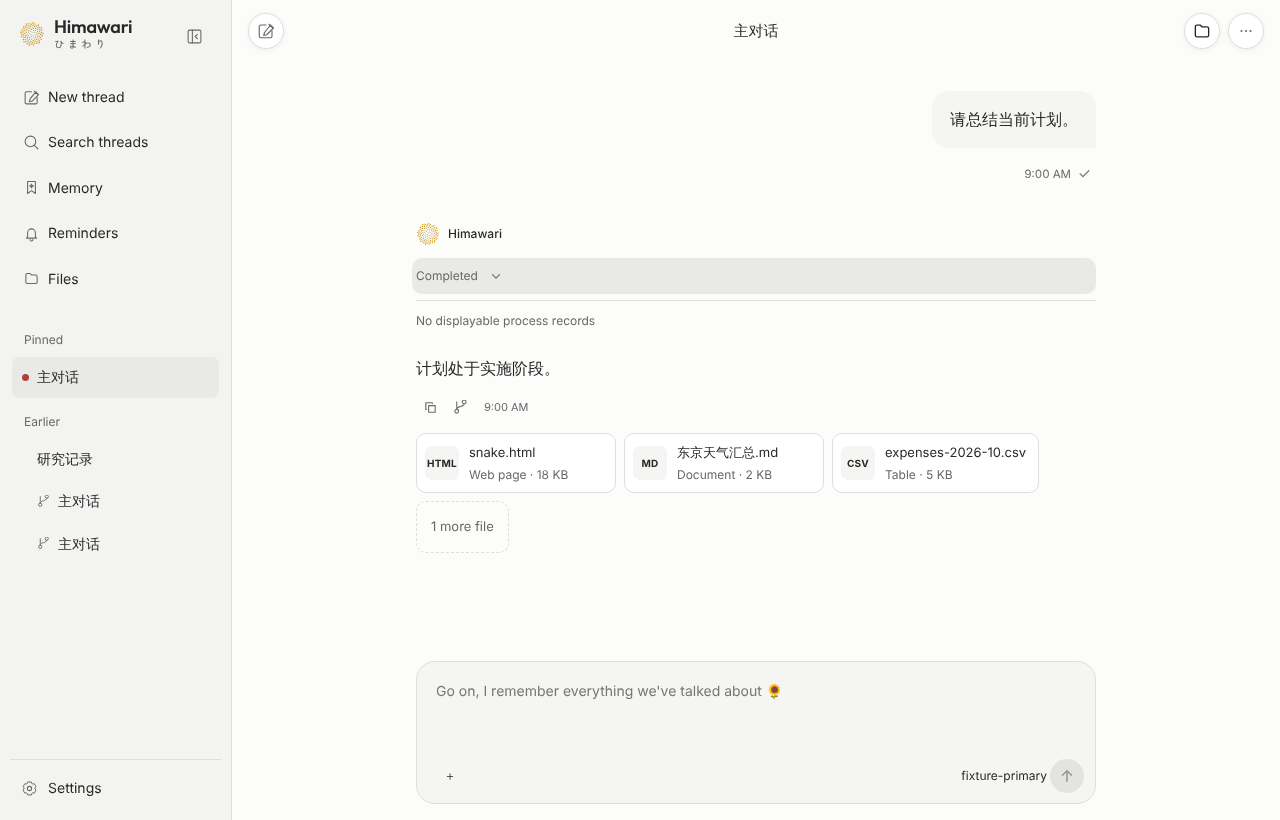 Himawari
ひまわり
New thread
Search threads
Memory
Reminders
Files
Pinned
主对话
Earlier
研究记录
主对话
主对话
Settings
主对话
请总结当前计划。
9:00 AM
Himawari
Completed
No displayable process records
计划处于实施阶段。
9:00 AM
HTML
snake.html
Web page · 18 KB
MD
东京天气汇总.md
Document · 2 KB
CSV
expenses-2026-10.csv
Table · 5 KB
1 more file
Go on, I remember everything we've talked about 🌻
+
fixture-primary